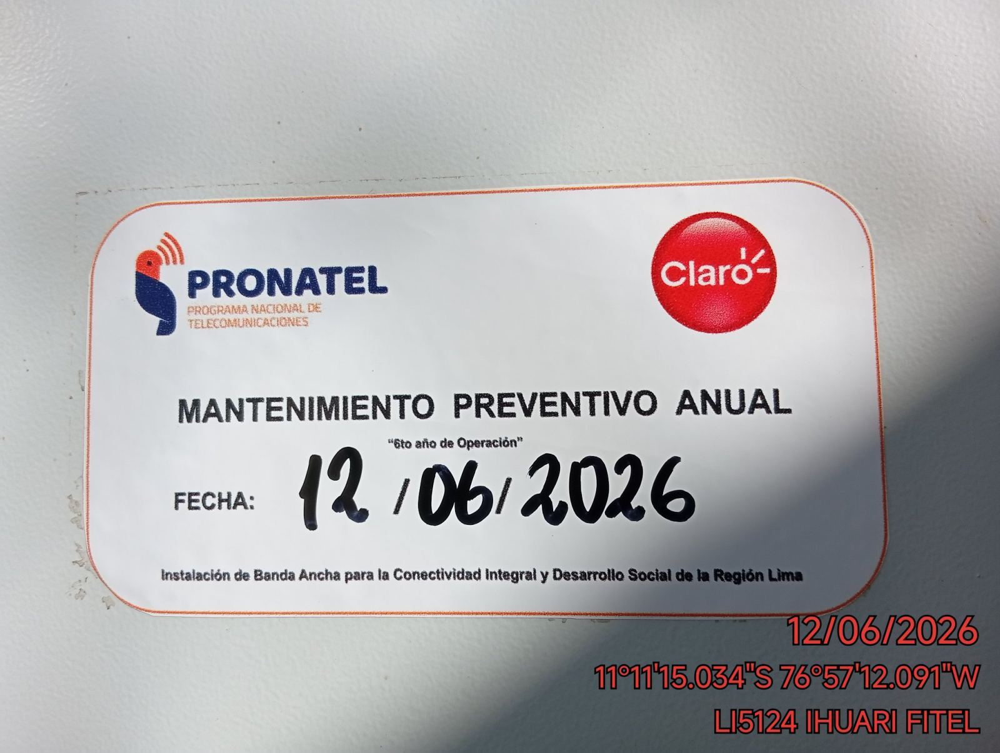 PRONATEL
PROGRAMA NACIONAL DE
TELECOMUNICACIONES
Claro
MANTENIMIENTO PREVENTIVO ANUAL
"6to año de Operación"
FECHA: 12/06/2026
Instalación de Banda Ancha para la Conectividad Integral y Desarrollo Social de la Región Lima
12/06/2026
11°11'15.034"S 76°57'12.091"W
LI5124 IHUARI FITEL